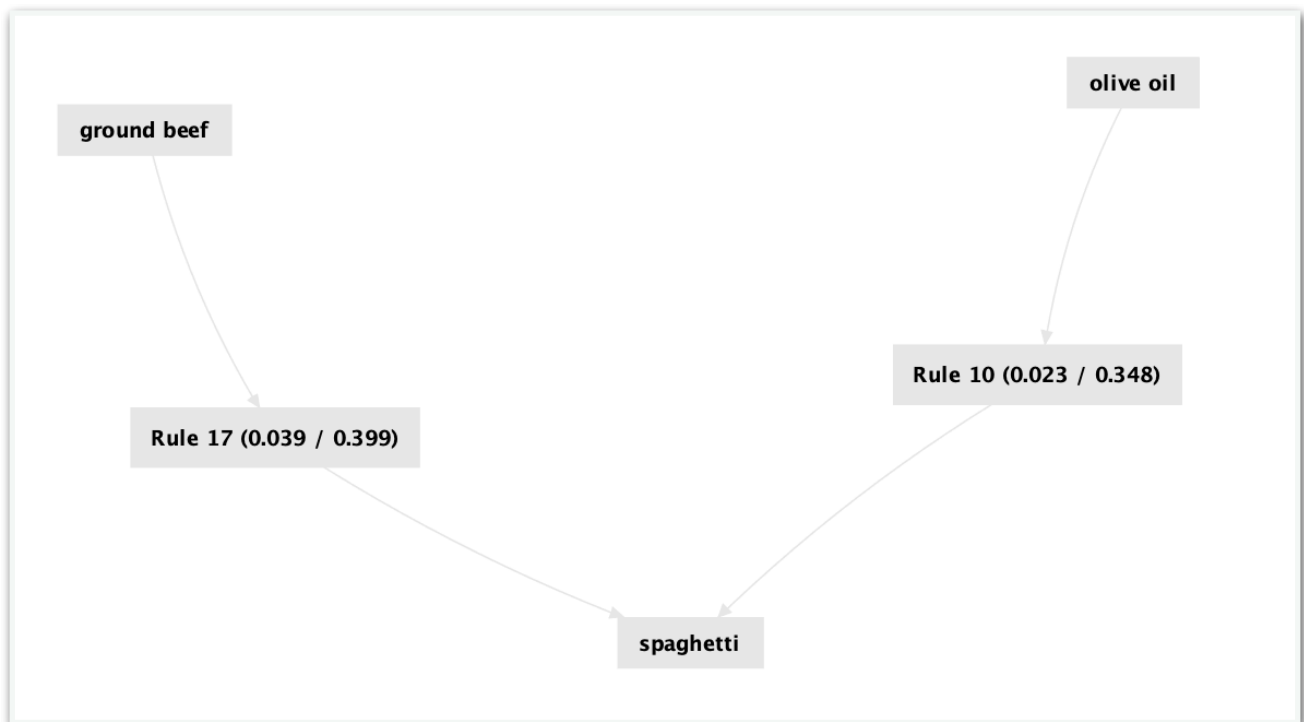 olive oil
ground beef
Rule 10 (0.023 / 0.348)
Rule 17 (0.039 / 0.399)
spaghetti